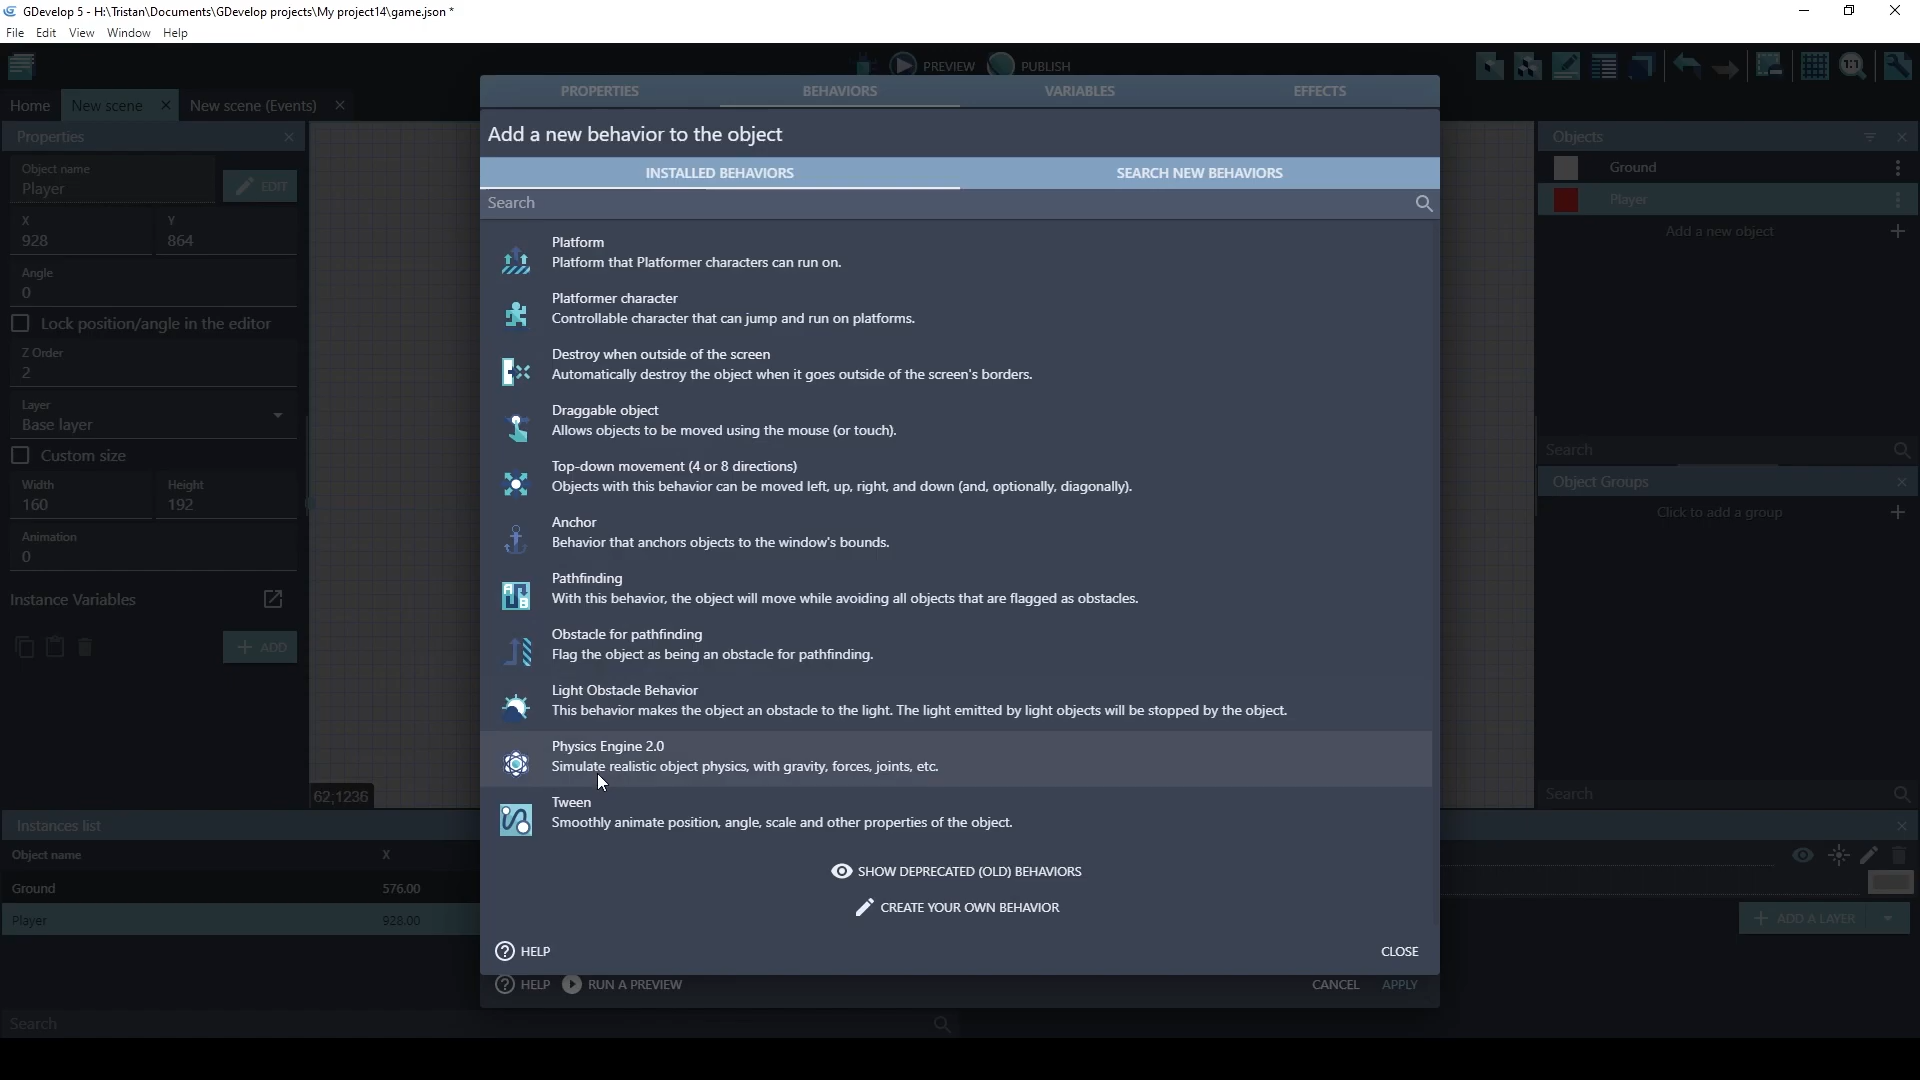 GDevelop 5 - H:\Tristan\Documents\GDevelop projects\My project14\game.json *
File Edit View Window Help
PREVIEW PUBLISH 1:1
Home New scene New scene (Events)
PROPERTIES BEHAVIORS VARIABLES EFFECTS
Properties
Object name
Player
EDIT
X Y
928 864
Angle
0
Lock position/angle in the editor
Z Order
2
Layer
Base layer
Custom size
Width Height
160 192
Animation
0
Instance Variables
ADD
62;1236
Instances list
Object name X
Ground 576.00
Player 928.00
Search
Add a new behavior to the object
INSTALLED BEHAVIORS SEARCH NEW BEHAVIORS
Search
Platform
Platform that Platformer characters can run on.
Platformer character
Controllable character that can jump and run on platforms.
Destroy when outside of the screen
Automatically destroy the object when it goes outside of the screen's borders.
Draggable object
Allows objects to be moved using the mouse (or touch).
Top-down movement (4 or 8 directions)
Objects with this behavior can be moved left, up, right, and down (and, optionally, diagonally).
Anchor
Behavior that anchors objects to the window's bounds.
Pathfinding
With this behavior, the object will move while avoiding all objects that are flagged as obstacles.
Obstacle for pathfinding
Flag the object as being an obstacle for pathfinding.
Light Obstacle Behavior
This behavior makes the object an obstacle to the light. The light emitted by light objects will be stopped by the object.
Physics Engine 2.0
Simulate realistic object physics, with gravity, forces, joints, etc.
Tween
Smoothly animate position, angle, scale and other properties of the object.
SHOW DEPRECATED (OLD) BEHAVIORS
CREATE YOUR OWN BEHAVIOR
HELP CLOSE
HELP RUN A PREVIEW CANCEL APPLY
Objects
Ground
Player
Add a new object
Search
Object Groups
Click to add a group
Search
ADD A LAYER